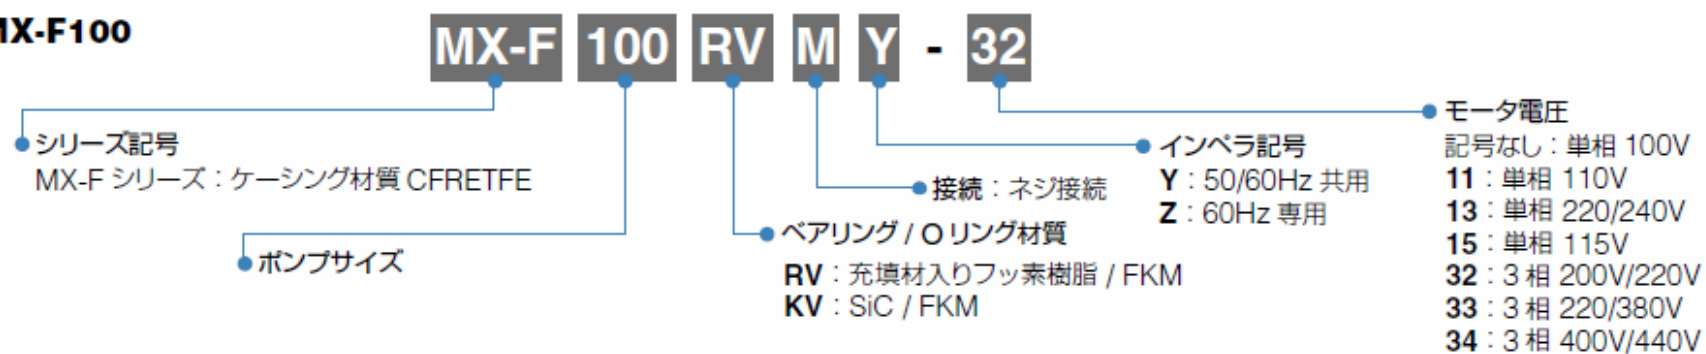 MX-F100
MX-F 100 RV M Y - 32
シリーズ記号
MX-F シリーズ：ケーシング材質 CFRETFE
ポンプサイズ
ベアリング / O リング材質
RV：充填材入りフッ素樹脂 / FKM
KV：SiC / FKM
接続：ネジ接続
インペラ記号
Y：50/60Hz 共用
Z：60Hz 専用
モータ電圧
記号なし：単相 100V
11：単相 110V
13：単相 220/240V
15：単相 115V
32：3 相 200V/220V
33：3 相 220/380V
34：3 相 400V/440V